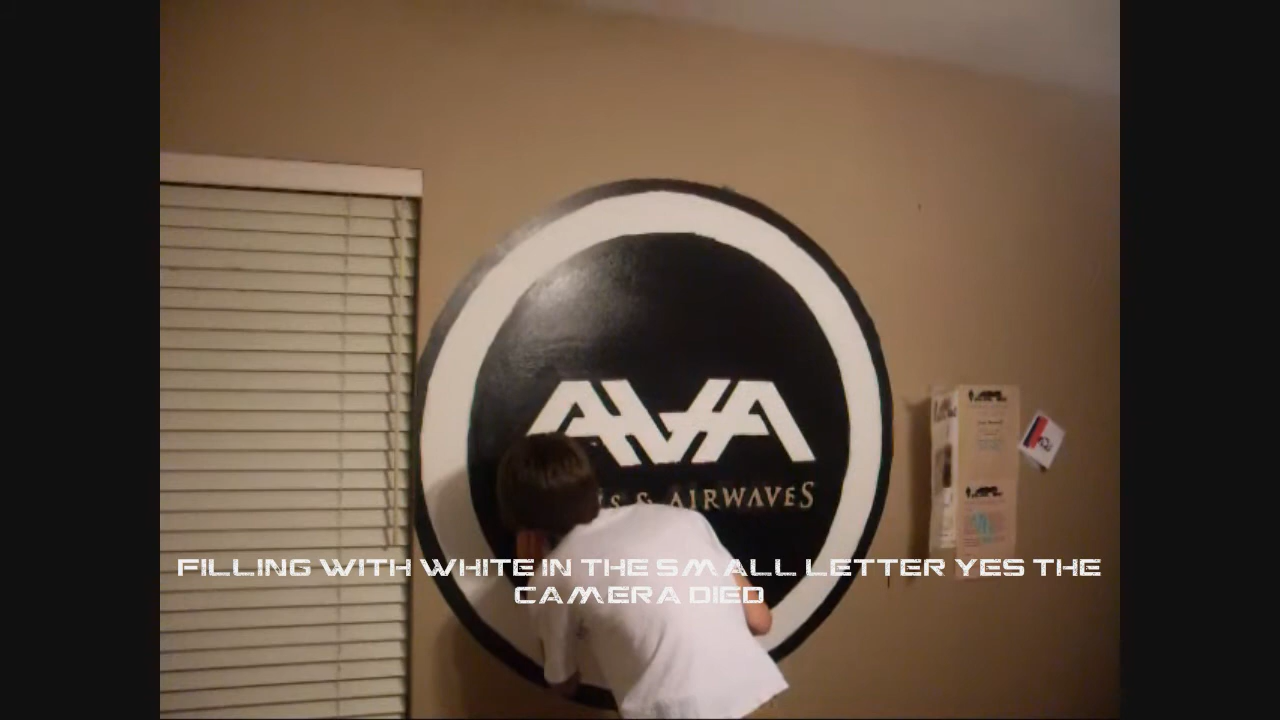 AVA
S & AIRWAVES
FILLING WITH WHITE IN THE SMALL LETTER YES THE
CAMERA DIED